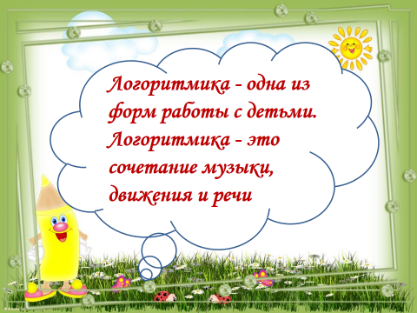 Логоритмика - одна из
форм работы с детьми.
Логоритмика - это
сочетание музыки,
движения и речи